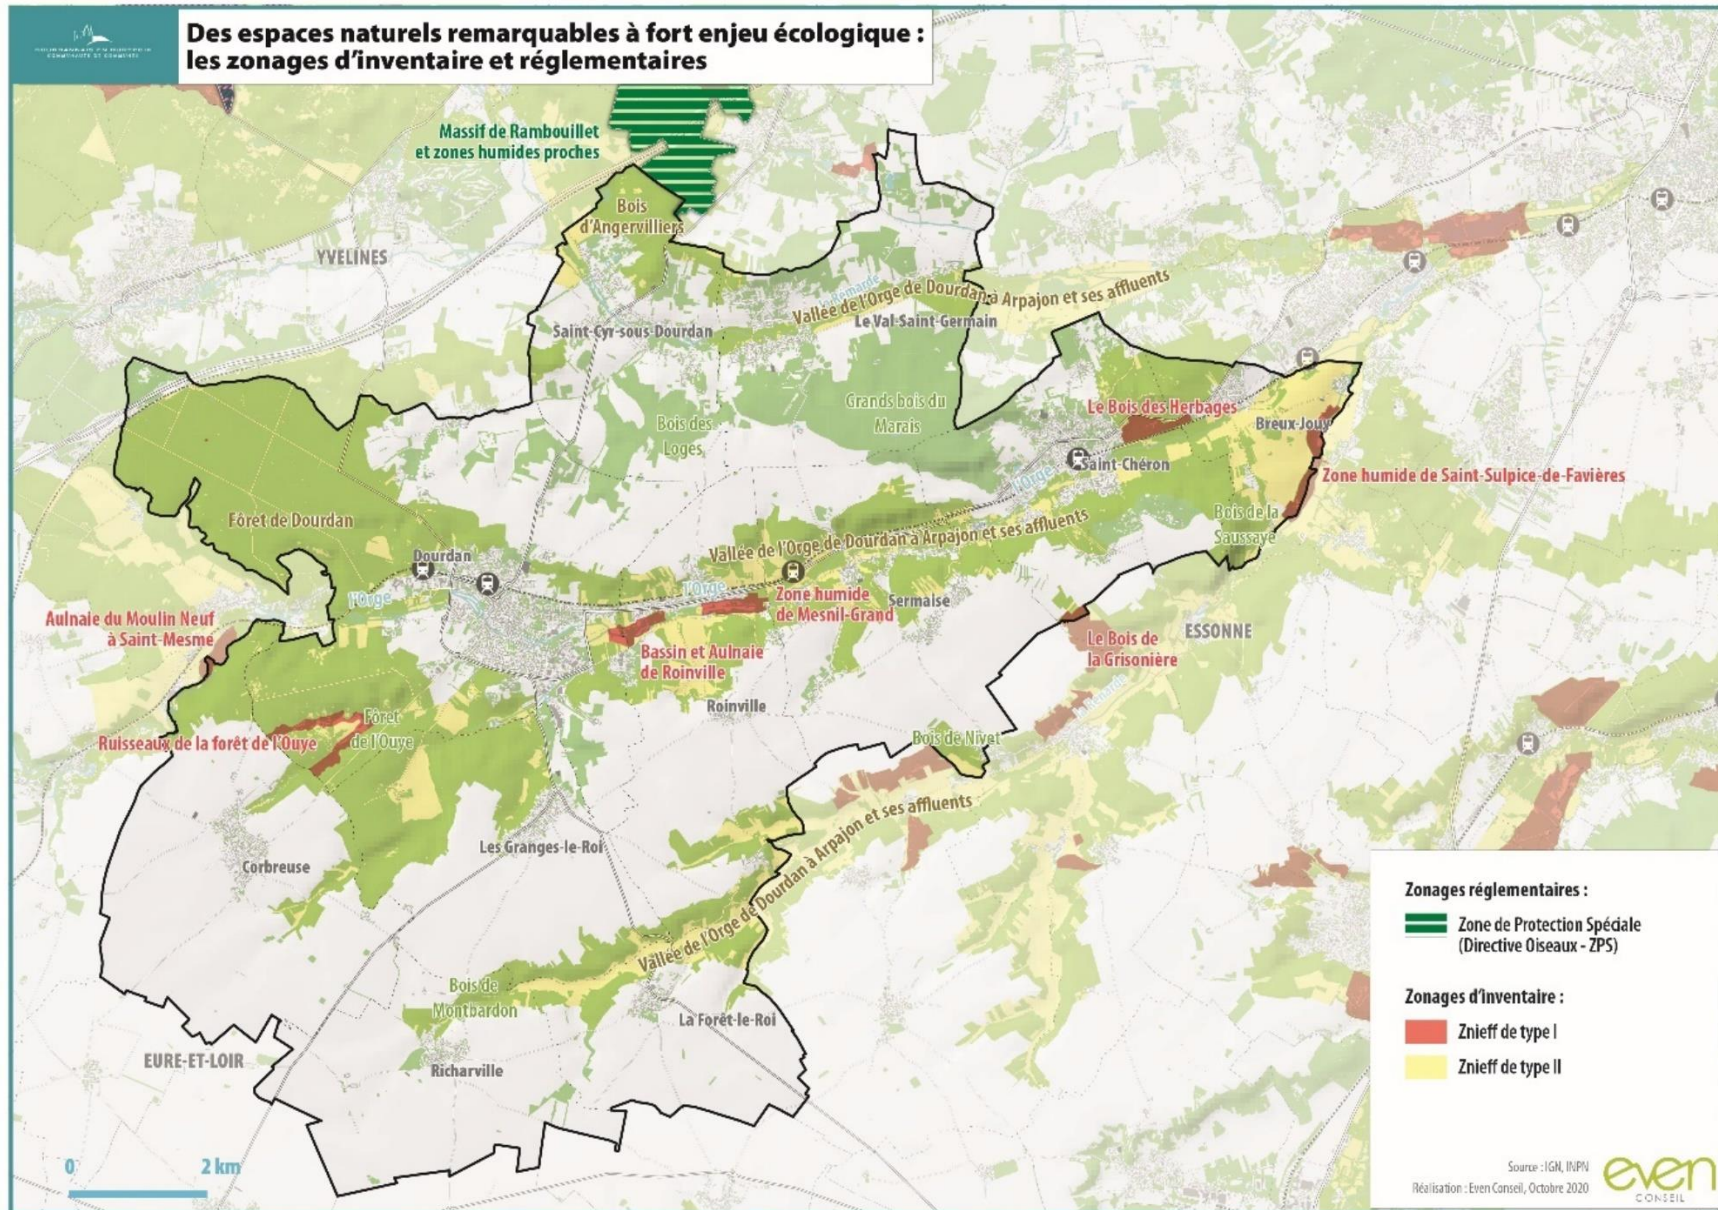 Des espaces naturels remarquables à fort enjeu écologique :
les zonages d'inventaire et réglementaires
COMMUNAUTÉ DE COMMUNES
Massif de Rambouillet
et zones humides proches
Bois
d'Angervilliers
YVELINES
la Rémarde
Vallée de l'Orge de Dourdan à Arpajon et ses affluents
Saint-Cyr-sous-Dourdan
Le Val-Saint-Germain
Grands bois du
Marais
Bois des
Loges
Le Bois des Herbages
Breux-Jouy
l'Orge
Saint-Chéron
Zone humide de Saint-Sulpice-de-Favières
Bois de la
Saussaye
Fôret de Dourdan
Vallée de l'Orge de Dourdan à Arpajon et ses affluents
Dourdan
l'Orge
l'Orge
Zone humide
de Mesnil-Grand
Sermaise
Aulnaie du Moulin Neuf
à Saint-Mesme
Bassin et Aulnaie
de Roinville
Le Bois de
la Grisonière
ESSONNE
Roinville
Ruisseaux de la forêt de l'Ouye
Fôret
de l'Ouye
Bois de Nivet
Les Granges-le-Roi
Corbreuse
Vallée de l'Orge de Dourdan à Arpajon et ses affluents
Bois de
Montbardon
La Forêt-le-Roi
EURE-ET-LOIR
Richarville
0 2 km
Zonages réglementaires :
Zone de Protection Spéciale
(Directive Oiseaux - ZPS)
Zonages d'inventaire :
Znieff de type I
Znieff de type II
Source : IGN, INPN
Réalisation : Even Conseil, Octobre 2020
even
CONSEIL